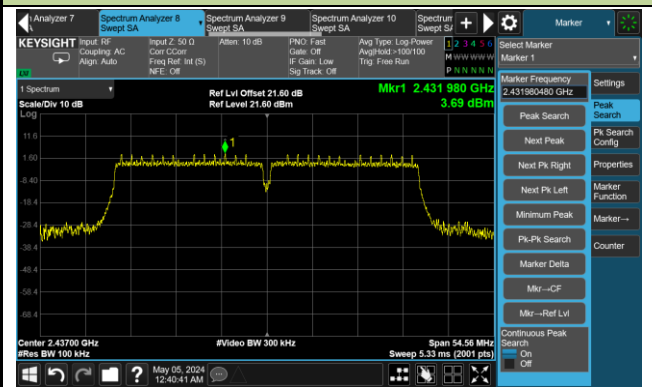 Analyzer 7
Spectrum Analyzer 8
Swept SA
Spectrum Analyzer 9
Swept SA
Spectrum Analyzer 10
Swept SA
Swept SA
Marker
KEYSIGHT
Input: RF
Coupling: AC
Align: Auto
Input Z: 50 Ω
Corr CCorr
Freq Ref: Int (S)
NFE: Off
Atten: 10 dB
PNO: Fast
Gate: Off
IF Gain: Low
Sig Track: Off
Avg Type: Log-Power
Avg|Hold:>100/100
Trig: Free Run
1 2 3 4 5 6
M W W W W W
P N N N N N
Select Marker
Marker 1
1 Spectrum
Scale/Div 10 dB
Log
Ref Lvl Offset 21.60 dB
Ref Level 21.60 dBm
Mkr1 2.431 980 GHz
3.69 dBm
1
11.6
1.60
-8.40
-18.4
-28.4
-38.4
-48.4
-58.4
-68.4
Center 2.43700 GHz
#Res BW 100 kHz
#Video BW 300 kHz
Span 54.56 MHz
Sweep 5.33 ms (2001 pts)
Marker Frequency
2.431980480 GHz
Peak Search
Next Peak
Next Pk Right
Next Pk Left
Minimum Peak
Pk-Pk Search
Marker Delta
Mkr→CF
Mkr→Ref Lvl
Continuous Peak
Search
On
Off
Settings
Peak
Search
Pk Search
Config
Properties
Marker
Function
Marker→
Counter
May 05, 2024
12:40:41 AM